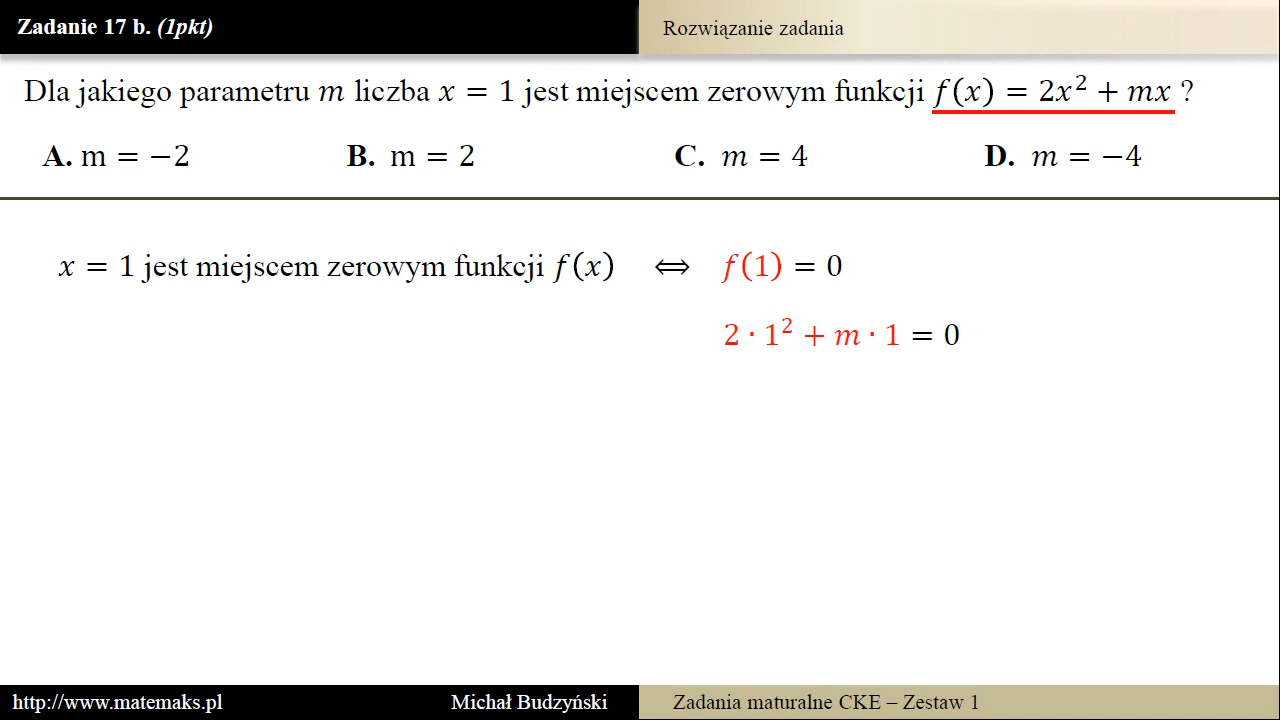 Zadanie 17 b. (1pkt)
Rozwiązanie zadania
Dla jakiego parametru m liczba x = 1 jest miejscem zerowym funkcji f(x) = 2x² + mx ?
A. m = −2 B. m = 2 C. m = 4 D. m = −4
x = 1 jest miejscem zerowym funkcji f(x) ⟺ f(1) = 0
2 · 1² + m · 1 = 0
http://www.matemaks.pl Michał Budzyński Zadania maturalne CKE – Zestaw 1